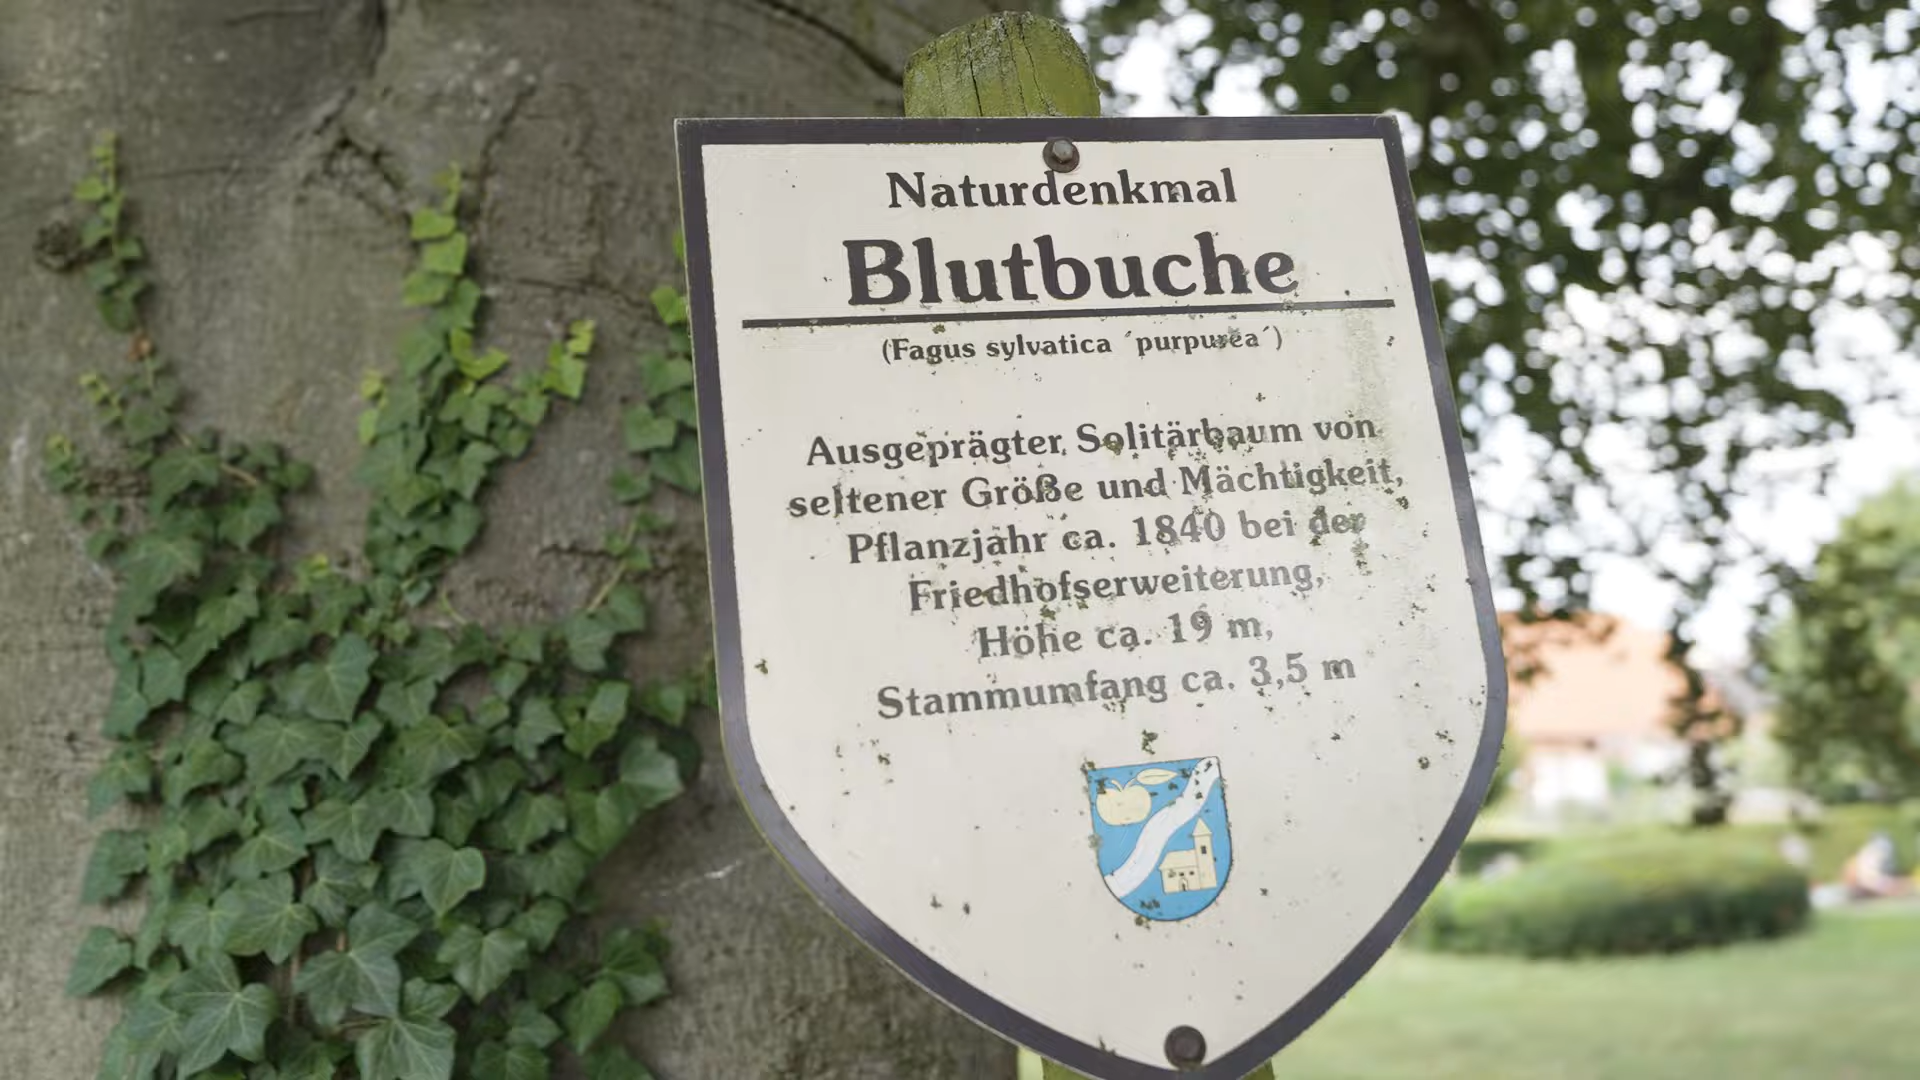 Naturdenkmal
Blutbuche
(Fagus sylvatica ´purpurea´)
Ausgeprägter Solitärbaum von
seltener Größe und Mächtigkeit,
Pflanzjahr ca. 1840 bei der
Friedhofserweiterung,
Höhe ca. 19 m,
Stammumfang ca. 3,5 m